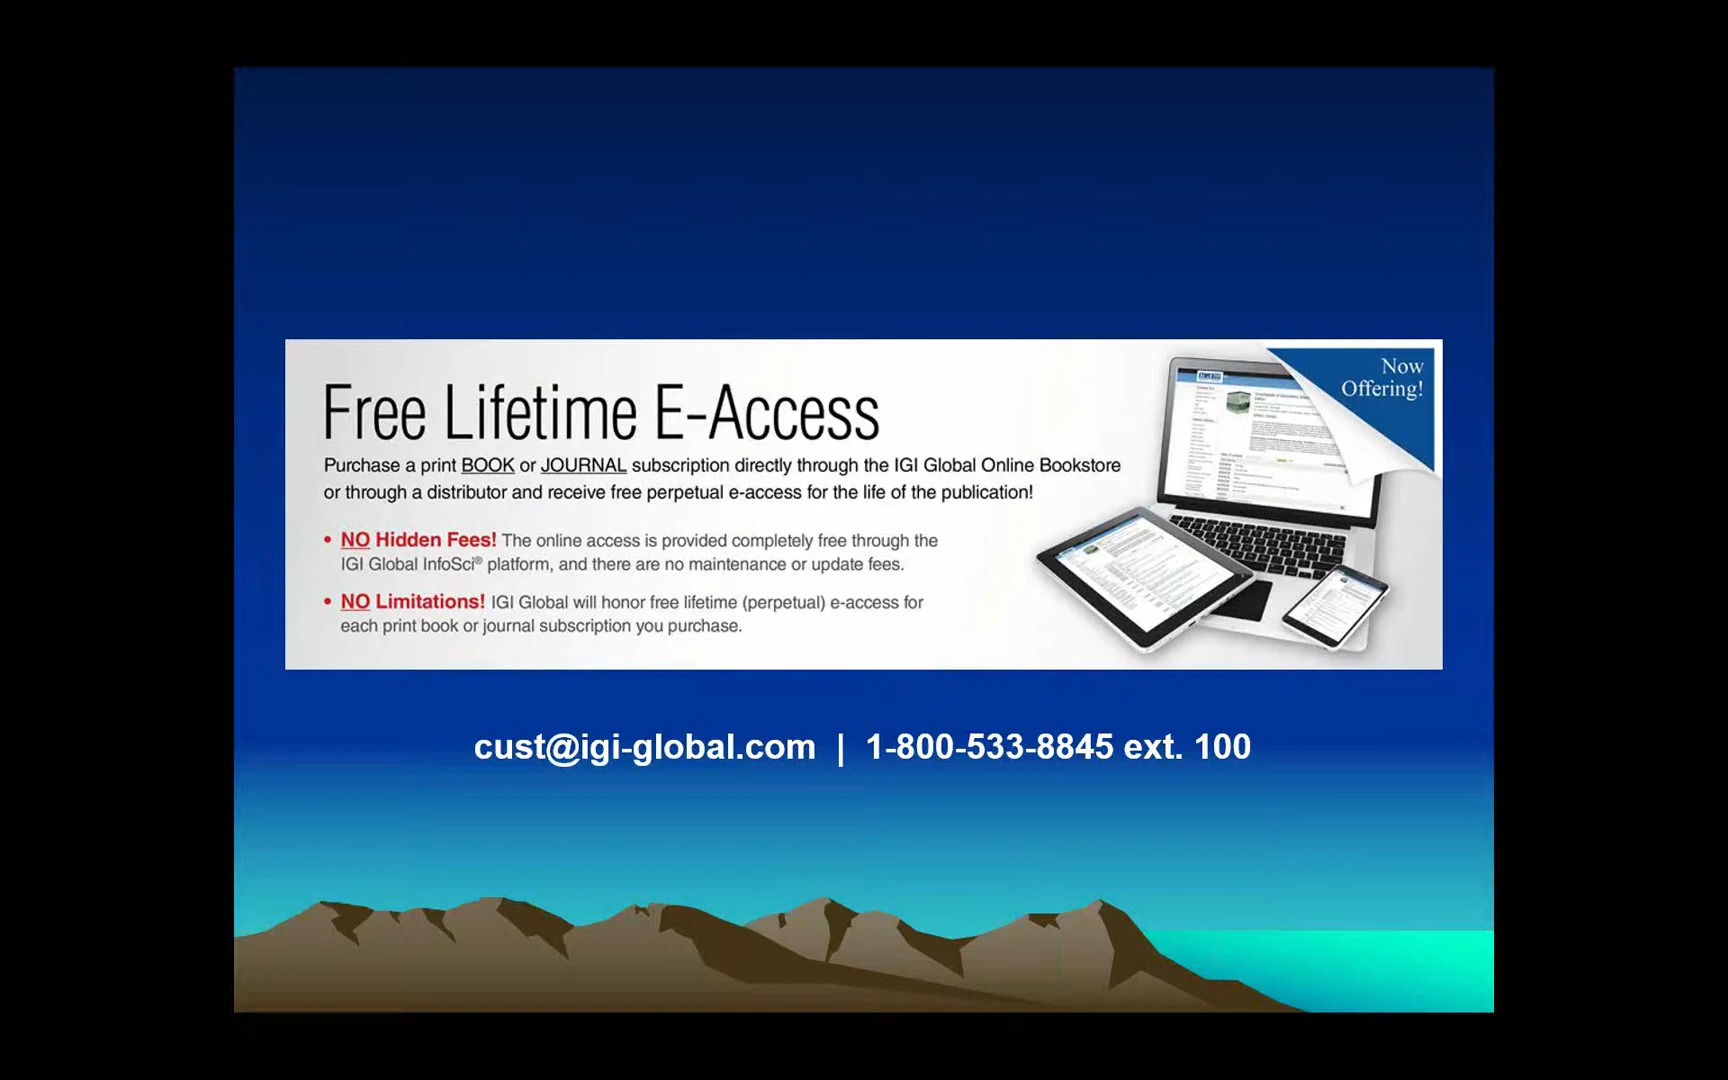 Now
Offering!
Free Lifetime E-Access
Purchase a print BOOK or JOURNAL subscription directly through the IGI Global Online Bookstore
or through a distributor and receive free perpetual e-access for the life of the publication!
• NO Hidden Fees! The online access is provided completely free through the
IGI Global InfoSci® platform, and there are no maintenance or update fees.
• NO Limitations! IGI Global will honor free lifetime (perpetual) e-access for
each print book or journal subscription you purchase.
cust@igi-global.com | 1-800-533-8845 ext. 100